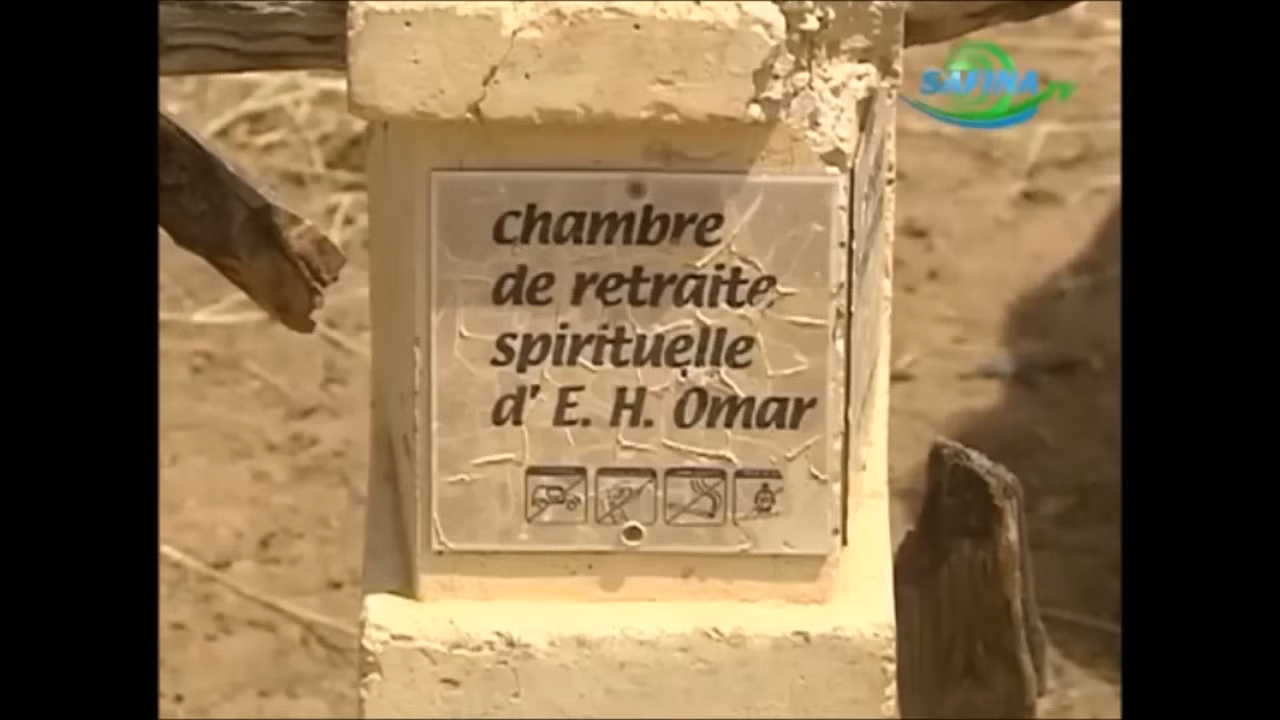 SAFINA TV
chambre
de retraite
spirituelle
d' E. H. Omar